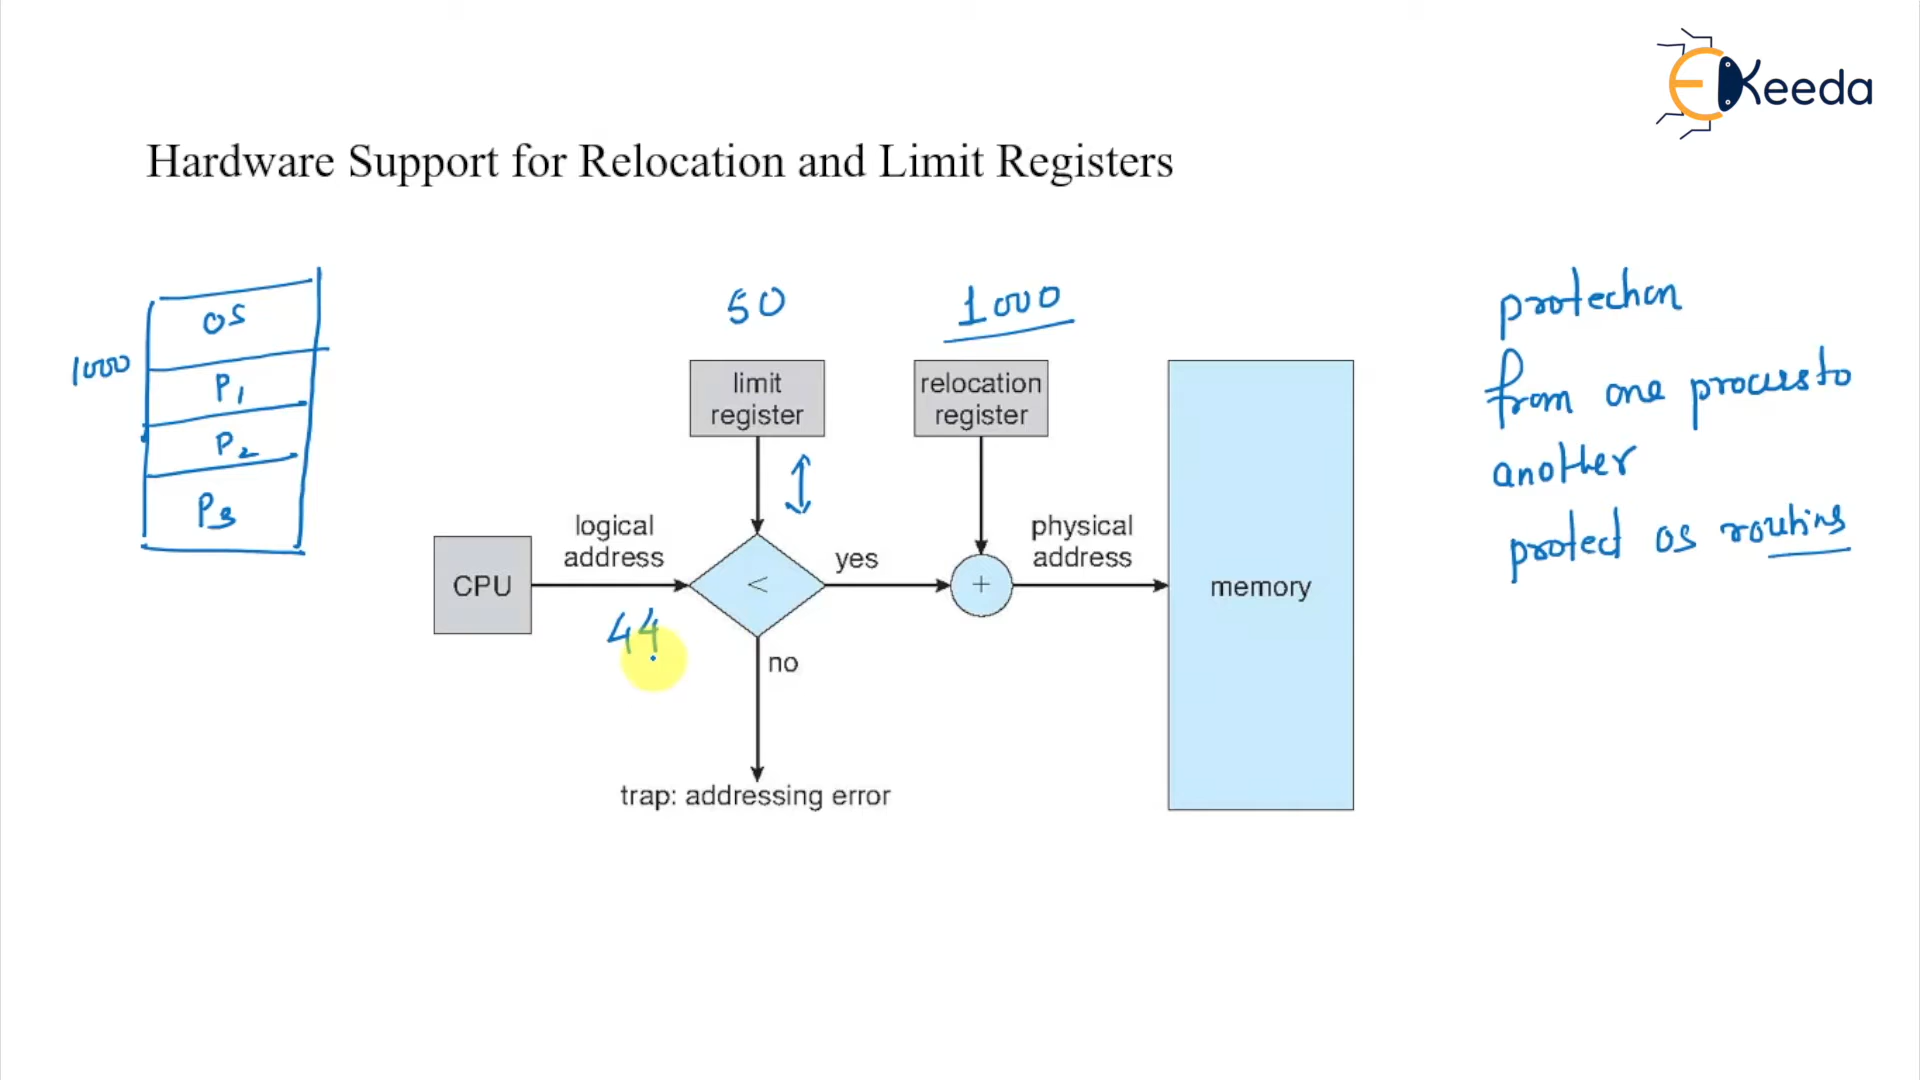 EKeeda
Hardware Support for Relocation and Limit Registers
OS
1000
P1
P2
P3
50
1000
limit
register
relocation
register
logical
address
physical
address
CPU
<
yes
+
memory
44
no
trap: addressing error
protection
from one process to
another
protect OS routins